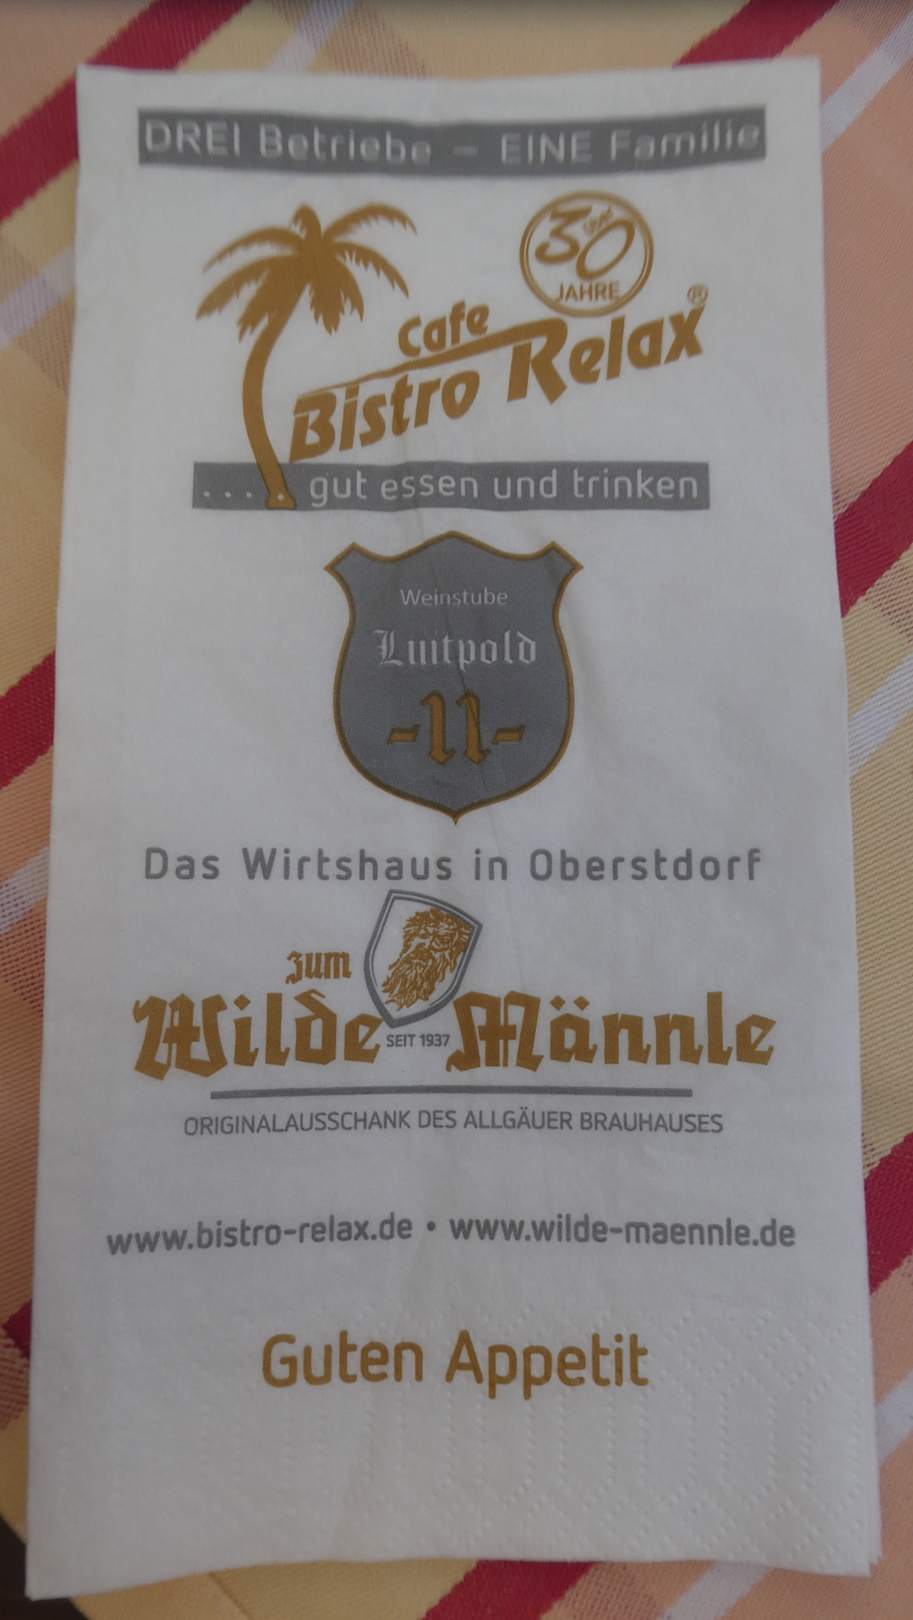 DREI Betriebe – EINE Familie
30
JAHRE
Cafe
Bistro Relax®
.... gut essen und trinken
Weinstube
Luitpold
-11-
Das Wirtshaus in Oberstdorf
zum
Wilde Männle
SEIT 1937
ORIGINALAUSSCHANK DES ALLGÄUER BRAUHAUSES
www.bistro-relax.de • www.wilde-maennle.de
Guten Appetit